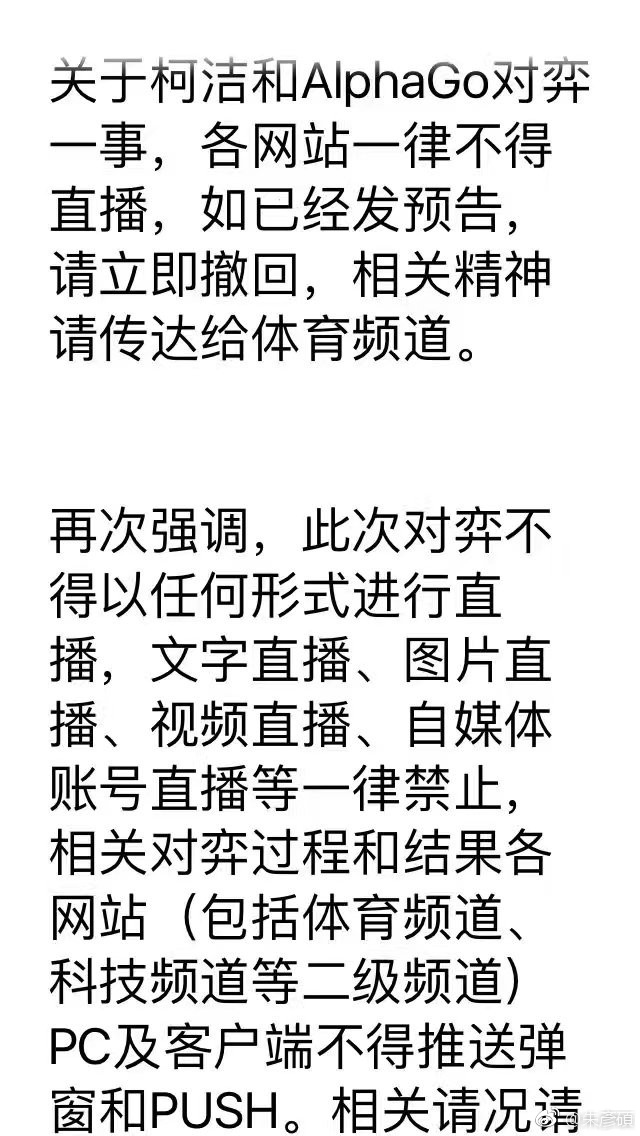 关于柯洁和AlphaGo对弈
一事，各网站一律不得
直播，如已经发预告，
请立即撤回，相关精神
请传达给体育频道。
再次强调，此次对弈不
得以任何形式进行直
播，文字直播、图片直
播、视频直播、自媒体
账号直播等一律禁止，
相关对弈过程和结果各
网站（包括体育频道、
科技频道等二级频道）
PC及客户端不得推送弹
窗和PUSH。相关情况请
@朱彦硕